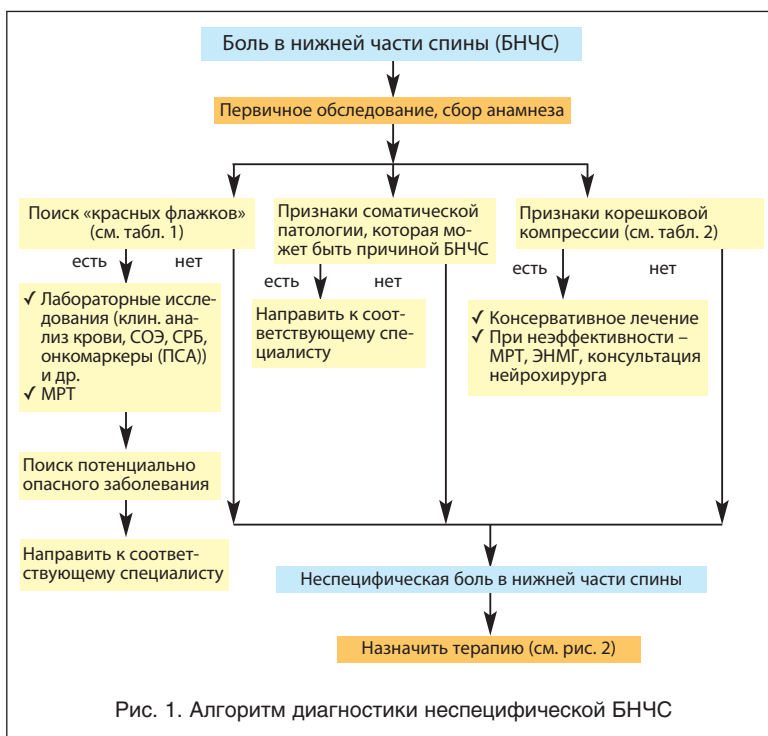 Боль в нижней части спины (БНЧС)
Первичное обследование, сбор анамнеза
Поиск «красных флажков»
(см. табл. 1)
есть нет
✓ Лабораторные иссле-
дования (клин. ана-
лиз крови, СОЭ, СРБ,
онкомаркеры (ПСА))
и др.
✓ МРТ
Поиск потенциально
опасного заболевания
Направить к соответ-
ствующему специалисту
Признаки соматической
патологии, которая мо-
жет быть причиной БНЧС
есть нет
Направить к соот-
ветствующему спе-
циалисту
Признаки корешковой
компрессии (см. табл. 2)
есть нет
✓ Консервативное лечение
✓ При неэффективности –
МРТ, ЭНМГ, консультация
нейрохирурга
Неспецифическая боль в нижней части спины
Назначить терапию (см. рис. 2)
Рис. 1. Алгоритм диагностики неспецифической БНЧС